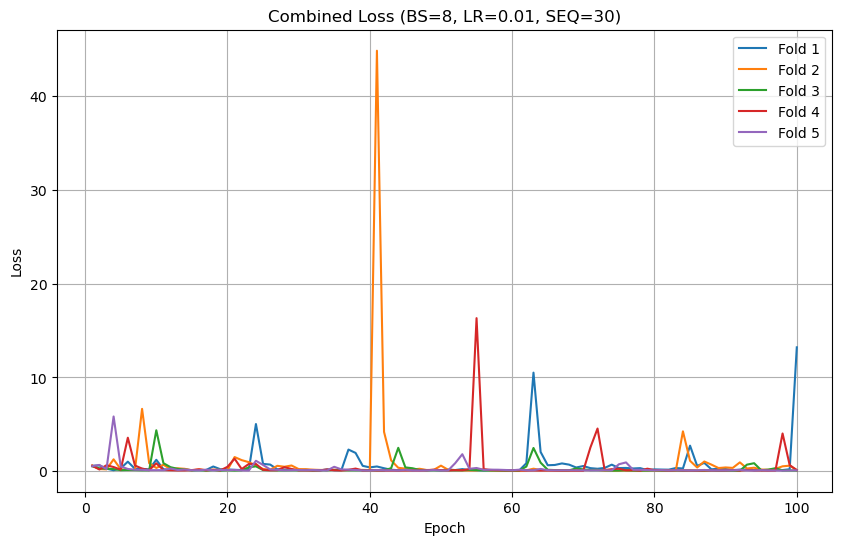 Combined Loss (BS=8, LR=0.01, SEQ=30)
Fold 1
Fold 2
Fold 3
Fold 4
Fold 5
Loss
40
30
20
10
0
0 20 40 60 80 100
Epoch